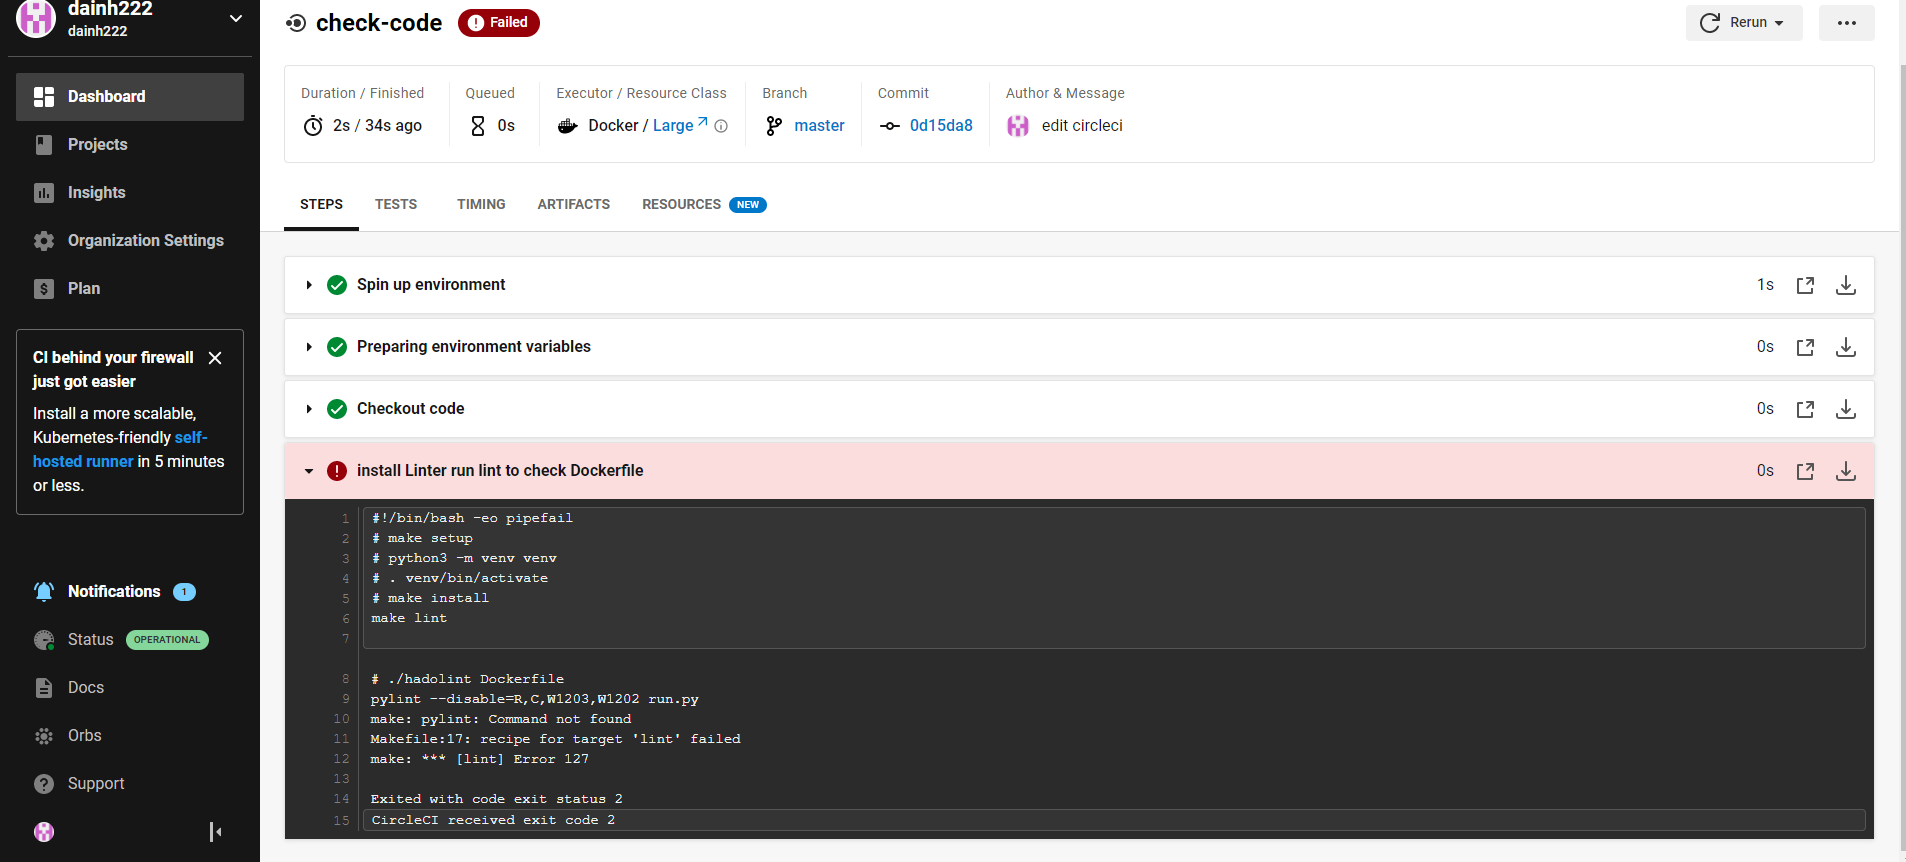 dainh222
dainh222
Dashboard
Projects
Insights
Organization Settings
Plan
CI behind your firewall
just got easier
Install a more scalable,
Kubernetes-friendly self-
hosted runner in 5 minutes
or less.
Notifications 1
Status OPERATIONAL
Docs
Orbs
Support
check-code Failed
Rerun
Duration / Finished
2s / 34s ago
Queued
0s
Executor / Resource Class
Docker / Large
Branch
master
Commit
0d15da8
Author & Message
edit circleci
STEPS TESTS TIMING ARTIFACTS RESOURCES NEW
Spin up environment 1s
Preparing environment variables 0s
Checkout code 0s
install Linter run lint to check Dockerfile 0s
1 #!/bin/bash -eo pipefail
2 # make setup
3 # python3 -m venv venv
4 # . venv/bin/activate
5 # make install
6 make lint
7
8 # ./hadolint Dockerfile
9 pylint --disable=R,C,W1203,W1202 run.py
10 make: pylint: Command not found
11 Makefile:17: recipe for target 'lint' failed
12 make: *** [lint] Error 127
13
14 Exited with code exit status 2
15 CircleCI received exit code 2